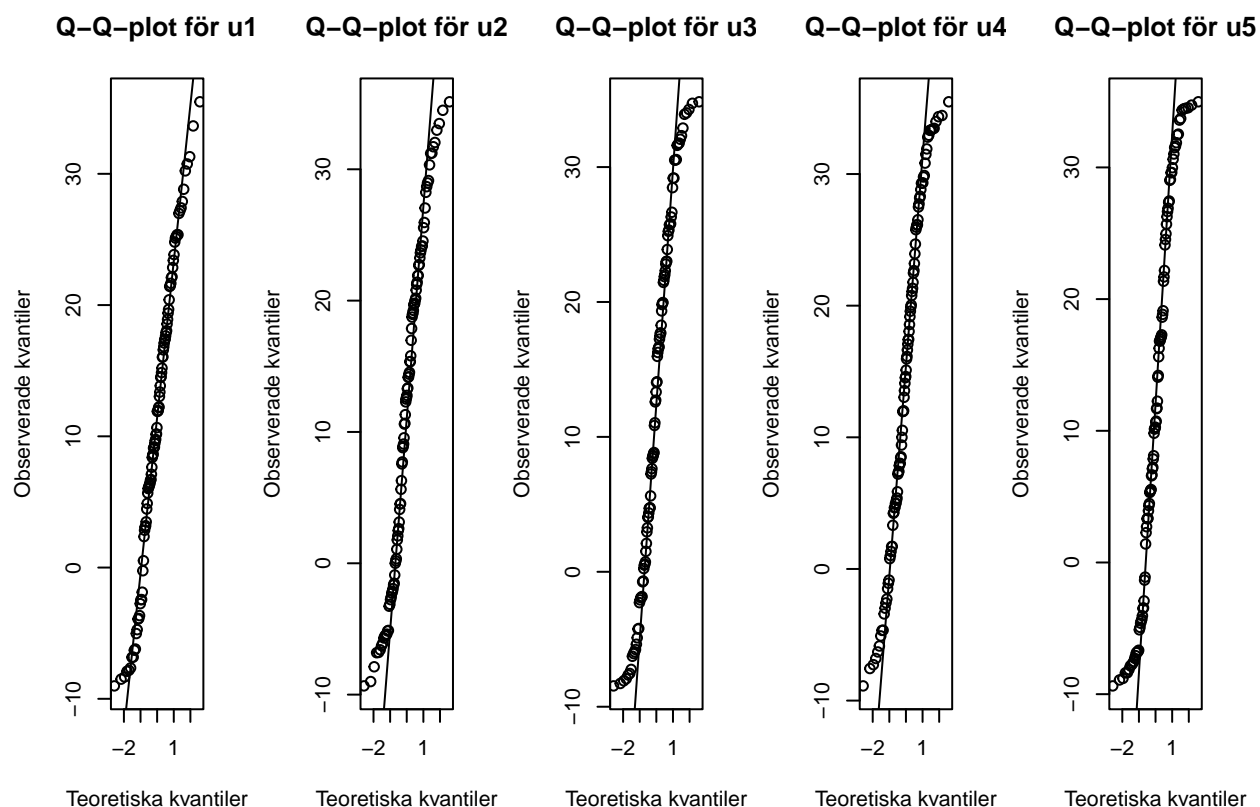 Q−Q−plot för u1
Observerade kvantiler
30
20
10
0
−10
−2 1
Teoretiska kvantiler
Q−Q−plot för u2
Observerade kvantiler
30
20
10
0
−10
−2 1
Teoretiska kvantiler
Q−Q−plot för u3
Observerade kvantiler
30
20
10
0
−10
−2 1
Teoretiska kvantiler
Q−Q−plot för u4
Observerade kvantiler
30
20
10
0
−10
−2 1
Teoretiska kvantiler
Q−Q−plot för u5
Observerade kvantiler
30
20
10
0
−10
−2 1
Teoretiska kvantiler